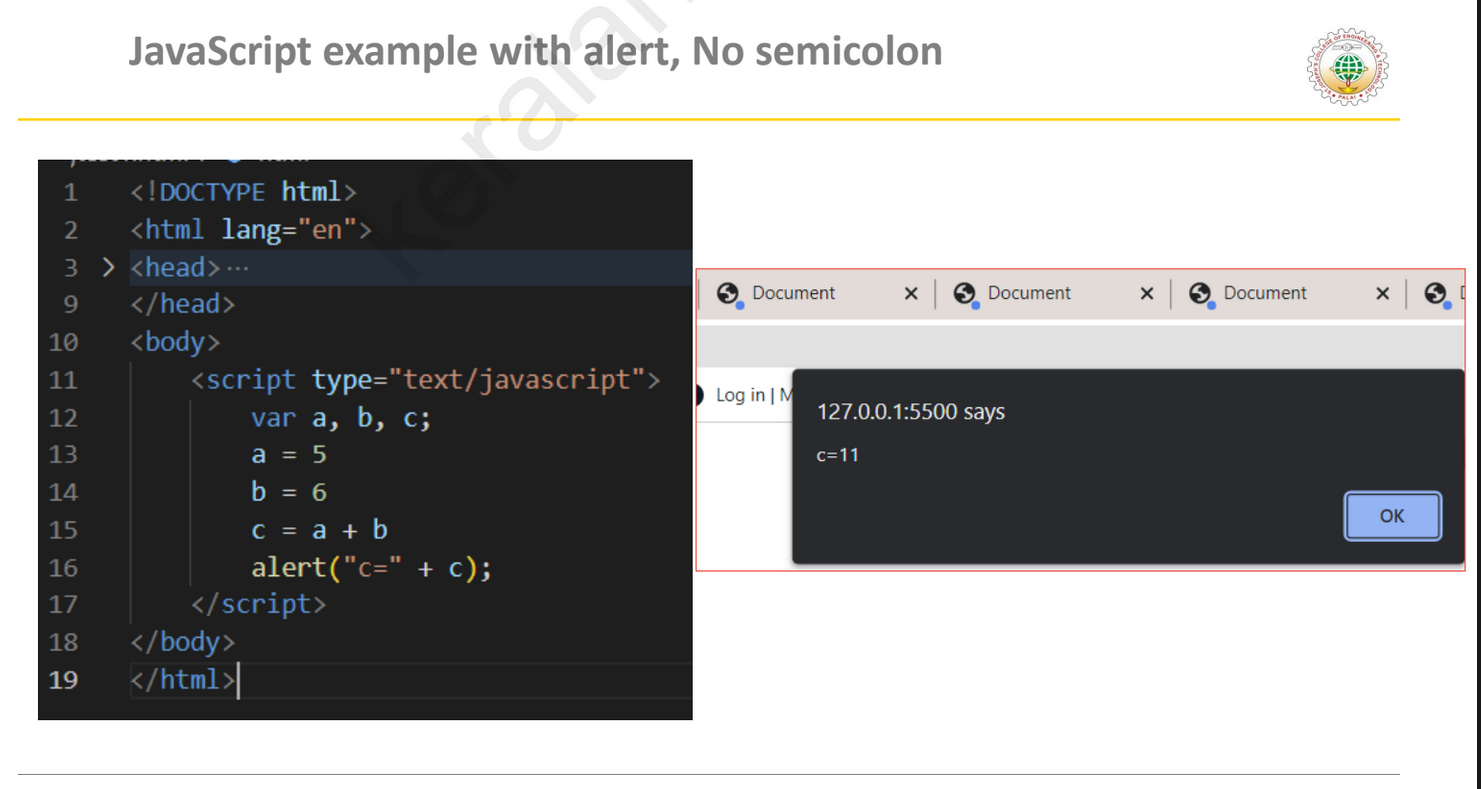 JavaScript example with alert, No semicolon
1 <!DOCTYPE html>
2 <html lang="en">
3 > <head>···
9 </head>
10 <body>
11 <script type="text/javascript">
12 var a, b, c;
13 a = 5
14 b = 6
15 c = a + b
16 alert("c=" + c);
17 </script>
18 </body>
19 </html>
Document × Document × Document ×
Log in | M
127.0.0.1:5500 says
c=11
OK